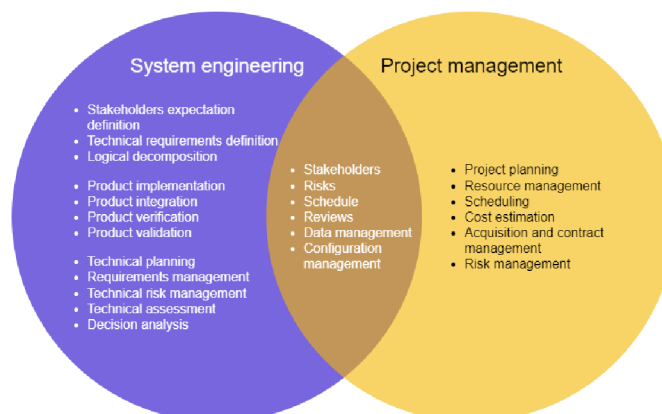 System engineering
Stakeholders expectation
definition
Technical requirements definition
Logical decomposition
Product implementation
Product integration
Product verification
Product validation
Technical planning
Requirements management
Technical risk management
Technical assessment
Decision analysis
Stakeholders
Risks
Schedule
Reviews
Data management
Configuration
management
Project management
Project planning
Resource management
Scheduling
Cost estimation
Acquisition and contract
management
Risk management